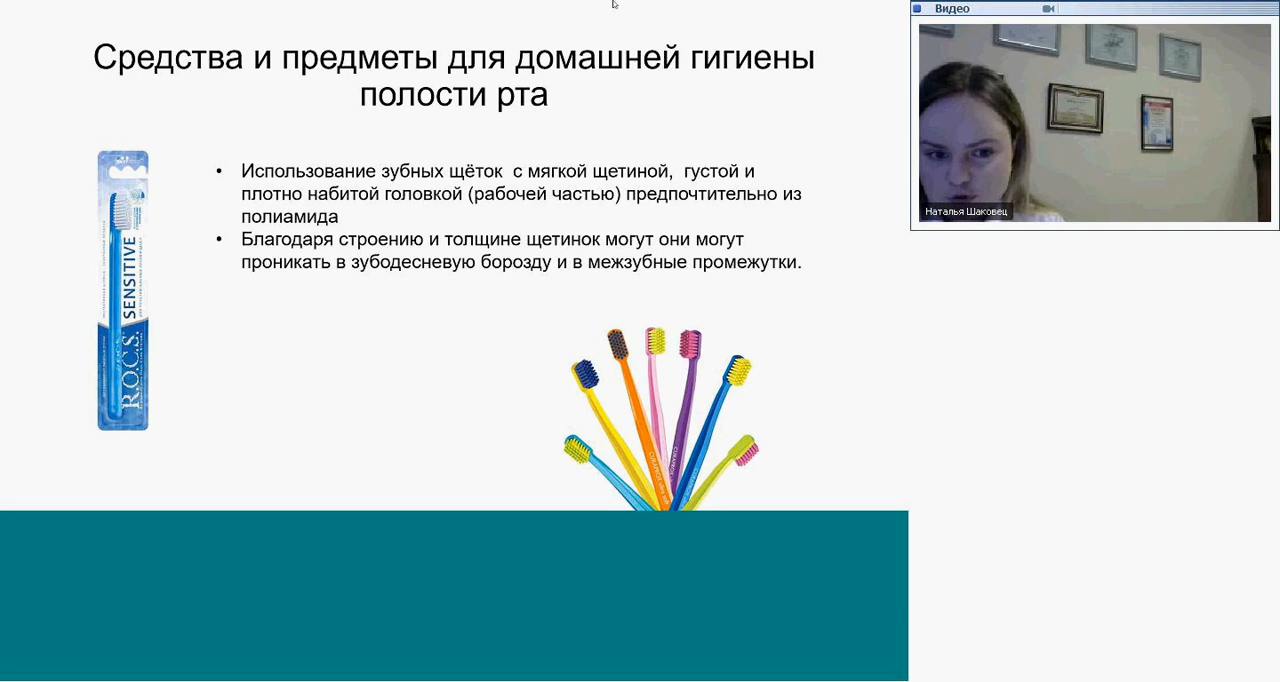 Видео
Средства и предметы для домашней гигиены
полости рта
Наталья Шаковец
• Использование зубных щёток с мягкой щетиной, густой и
плотно набитой головкой (рабочей частью) предпочтительно из
полиамида
• Благодаря строению и толщине щетинок могут они могут
проникать в зубодесневую борозду и в межзубные промежутки.
SENSITIVE
R.O.C.S.
CURAPROX